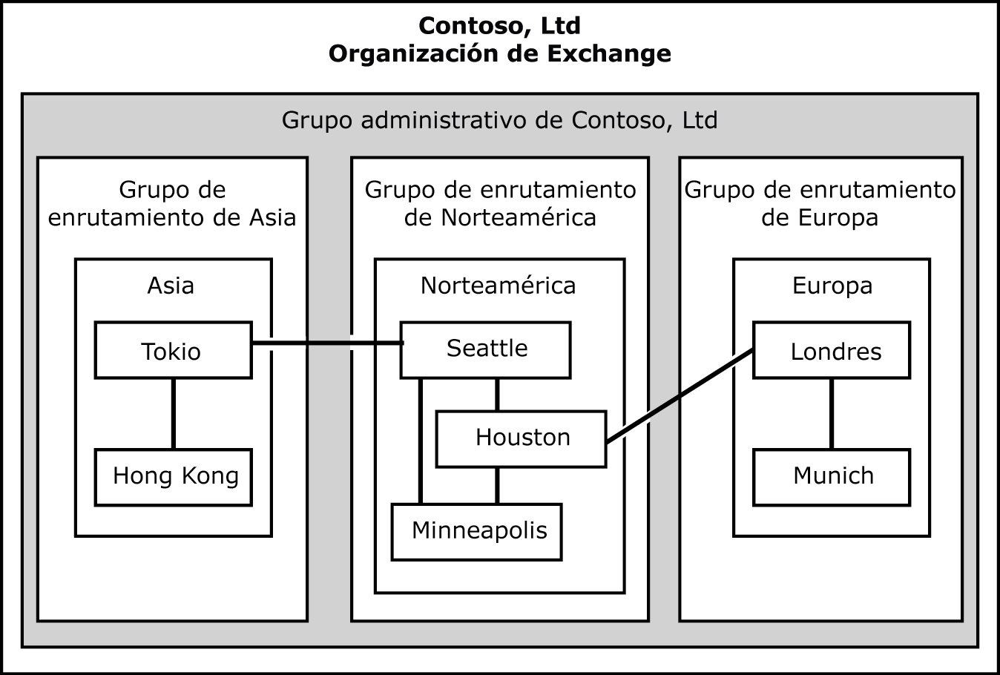 Contoso, Ltd
Organización de Exchange
Grupo administrativo de Contoso, Ltd
Grupo de
enrutamiento de Asia
Asia
Tokio
Hong Kong
Grupo de enrutamiento
de Norteamérica
Norteamérica
Seattle
Houston
Minneapolis
Grupo de enrutamiento
de Europa
Europa
Londres
Munich